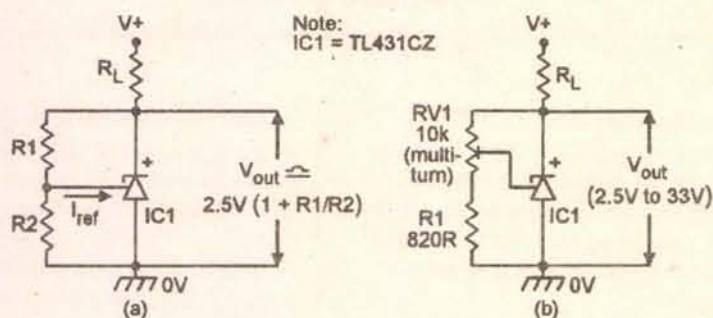 Note:
IC1 = TL431CZ
V+
R_L
R1
R2
I_ref
+
IC1
V_out ≏
2.5V (1 + R1/R2)
0V
(a)
V+
R_L
RV1
10k
(multi-
turn)
R1
820R
+
IC1
V_out
(2.5V to 33V)
0V
(b)